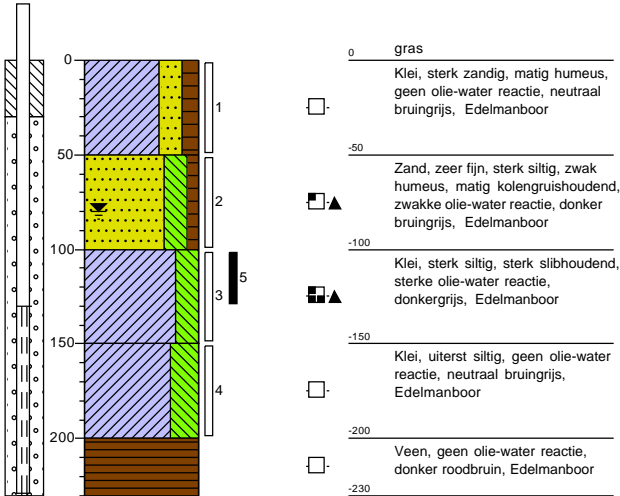 0
50
100
150
200
1
2
3
5
4
0 gras
Klei, sterk zandig, matig humeus,
geen olie-water reactie, neutraal
bruingrijs, Edelmanboor
-50
Zand, zeer fijn, sterk siltig, zwak
humeus, matig kolengruishoudend,
zwakke olie-water reactie, donker
bruingrijs, Edelmanboor
-100
Klei, sterk siltig, sterk slibhoudend,
sterke olie-water reactie,
donkergrijs, Edelmanboor
-150
Klei, uiterst siltig, geen olie-water
reactie, neutraal bruingrijs,
Edelmanboor
-200
Veen, geen olie-water reactie,
donker roodbruin, Edelmanboor
-230